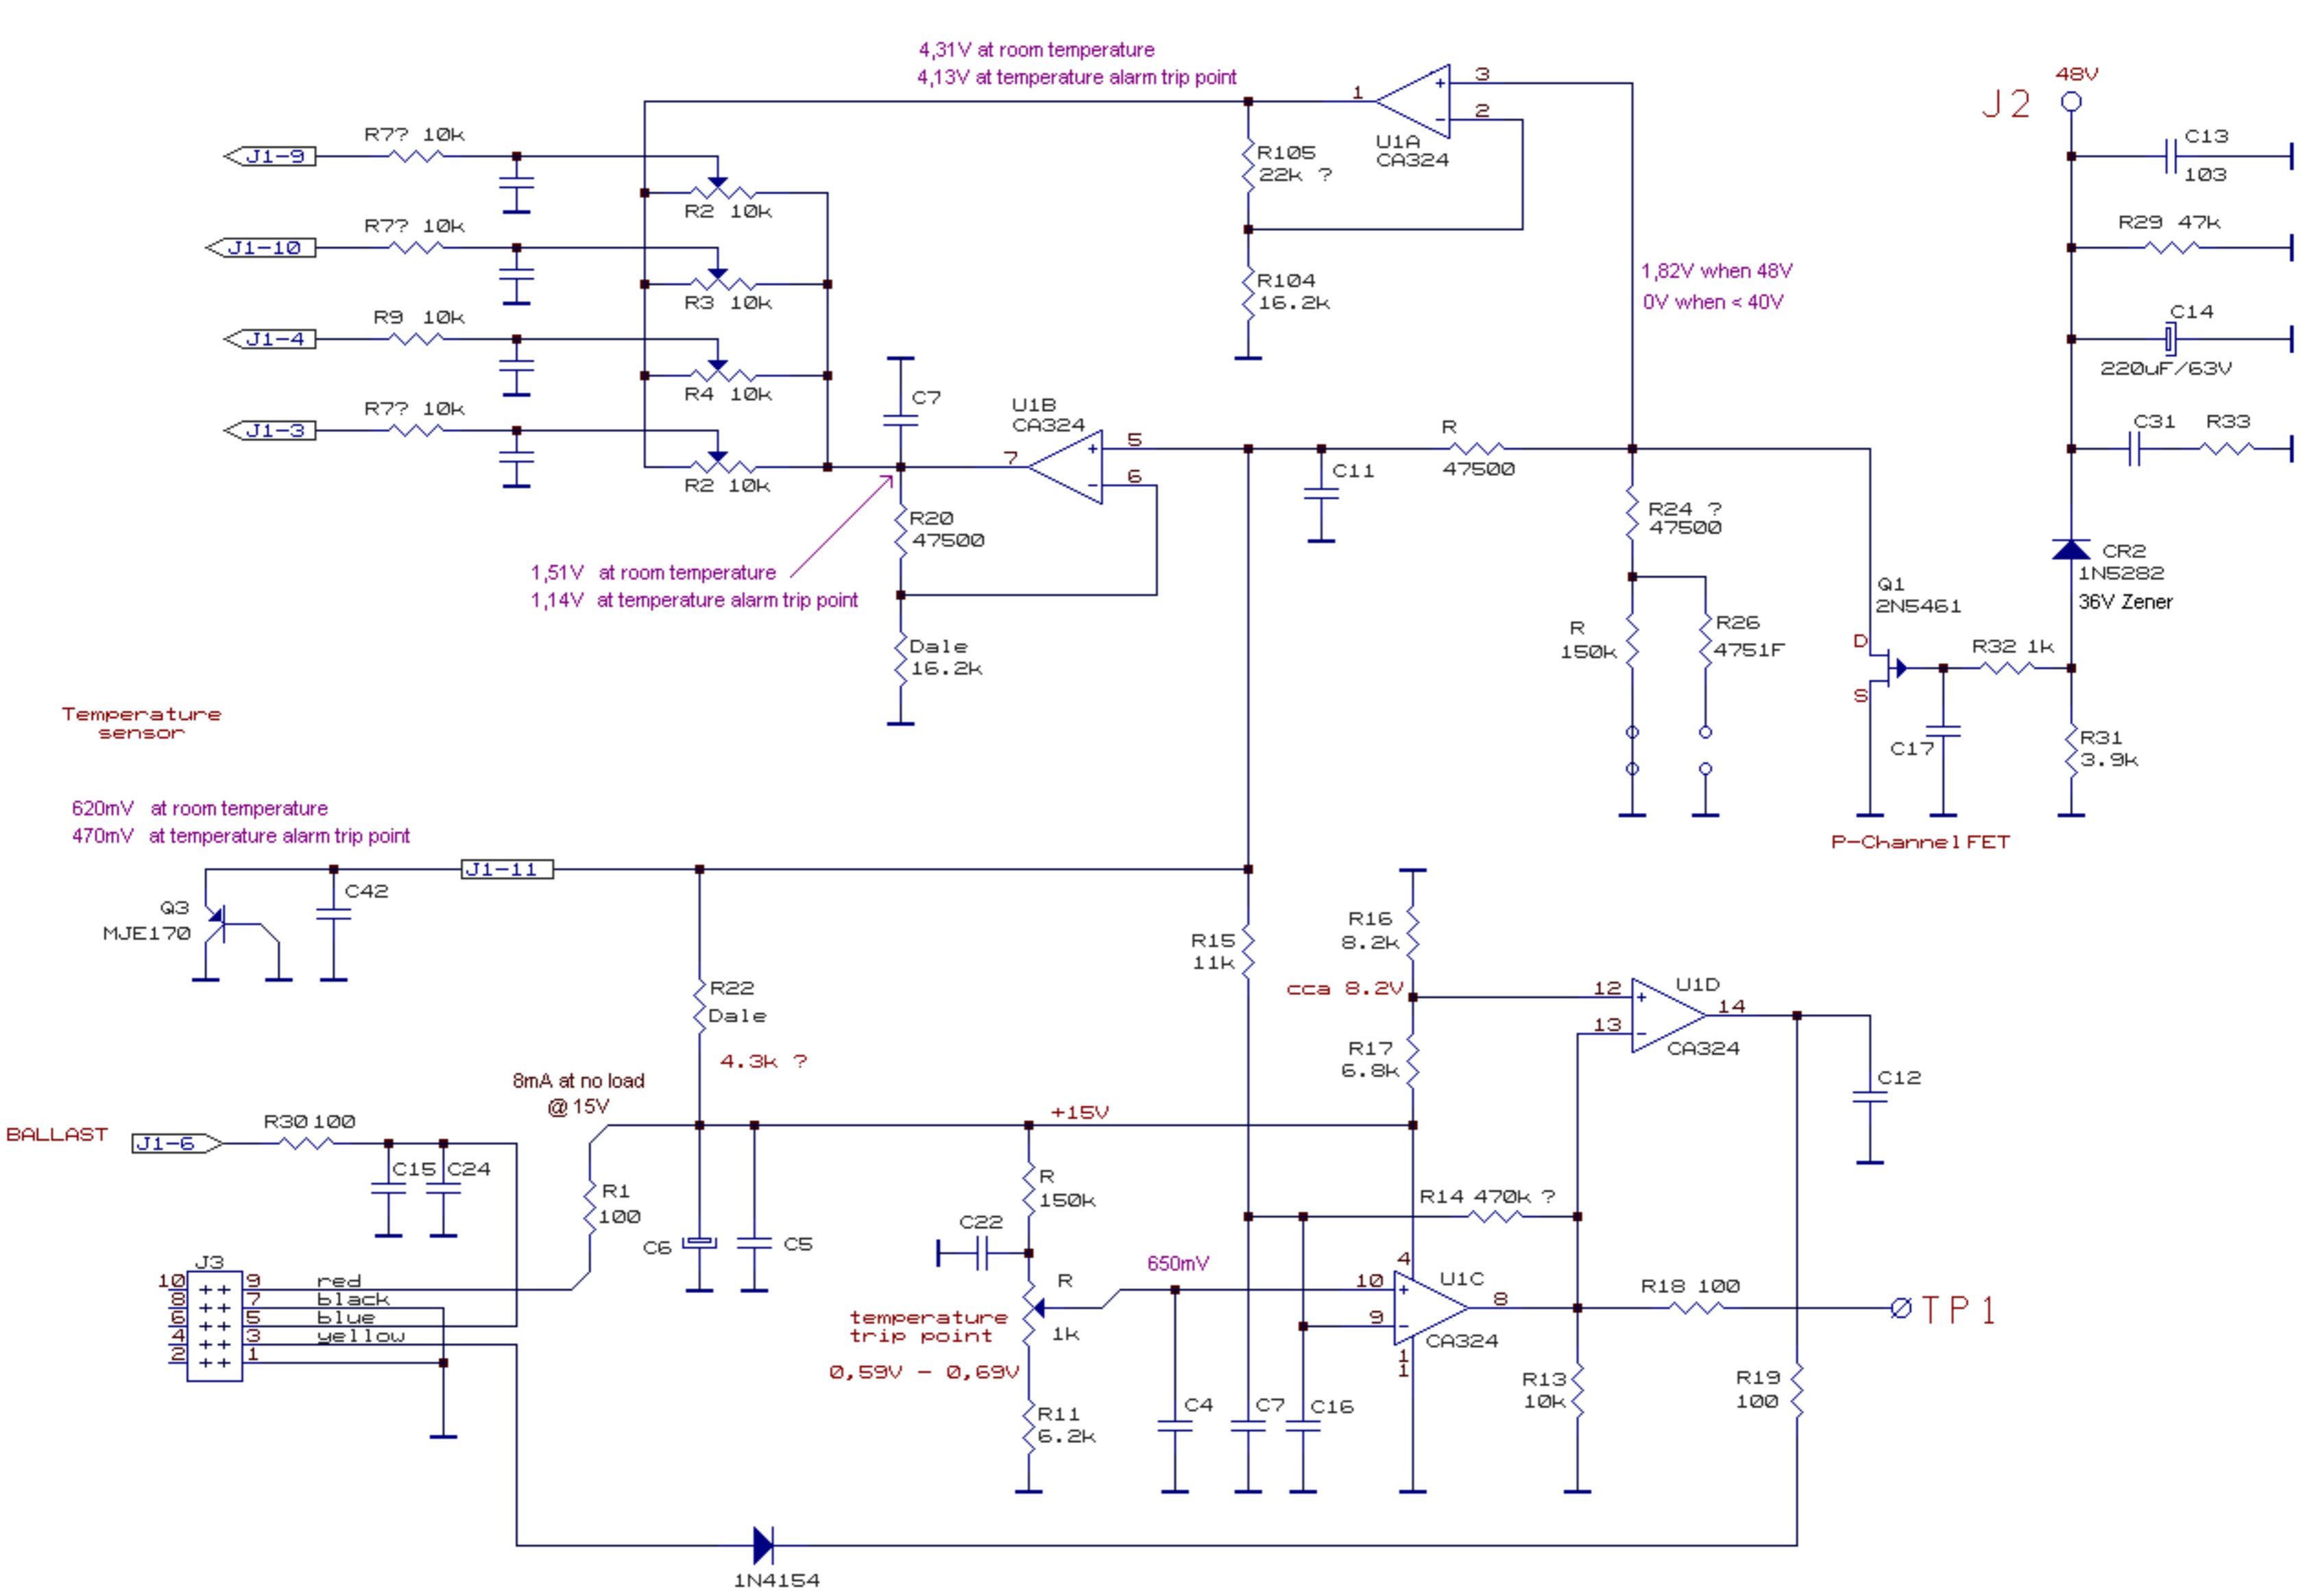 4,31V at room temperature
4,13V at temperature alarm trip point
1
3
2
U1A
CA324
J2
48V
C13
103
R29 47k
C14
220uF/63V
C31 R33
J1-9
R7? 10k
R2 10k
J1-10
R7? 10k
R3 10k
J1-4
R9 10k
R4 10k
J1-3
R7? 10k
R2 10k
R105
22k ?
R104
16.2k
1,82V when 48V
0V when < 40V
C7
U1B
CA324
7
5
6
C11
R
47500
R24 ?
47500
R
150k
R26
4751F
R20
47500
Dale
16.2k
1,51V at room temperature
1,14V at temperature alarm trip point
Q1
2N5461
D
S
CR2
1N5282
36V Zener
R32 1k
C17
R31
3.9k
P-Channel FET
Temperature
sensor
620mV at room temperature
470mV at temperature alarm trip point
J1-11
C42
Q3
MJE170
R22
Dale
4.3k ?
R15
11k
R16
8.2k
cca 8.2V
R17
6.8k
12
13
U1D
14
CA324
C12
8mA at no load
@ 15V
+15V
BALLAST
J1-6
R30 100
C15
C24
R1
100
C6
C5
R
150k
C22
R
1k
temperature
trip point
0,59V - 0,69V
R11
6.2k
650mV
R14 470k ?
4
10
9
U1C
8
CA324
1
1
R18 100
TP1
C4
C7
C16
R13
10k
R19
100
J3
10 9 red
8 7 black
6 5 blue
4 3 yellow
2 1
1N4154